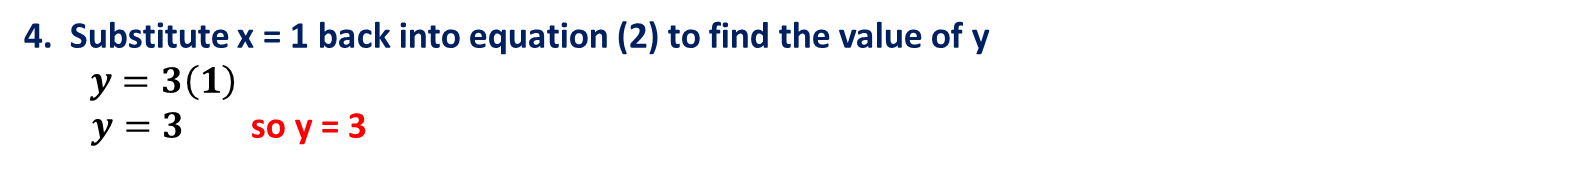 4. Substitute x = 1 back into equation (2) to find the value of y
y = 3(1)
y = 3 so y = 3